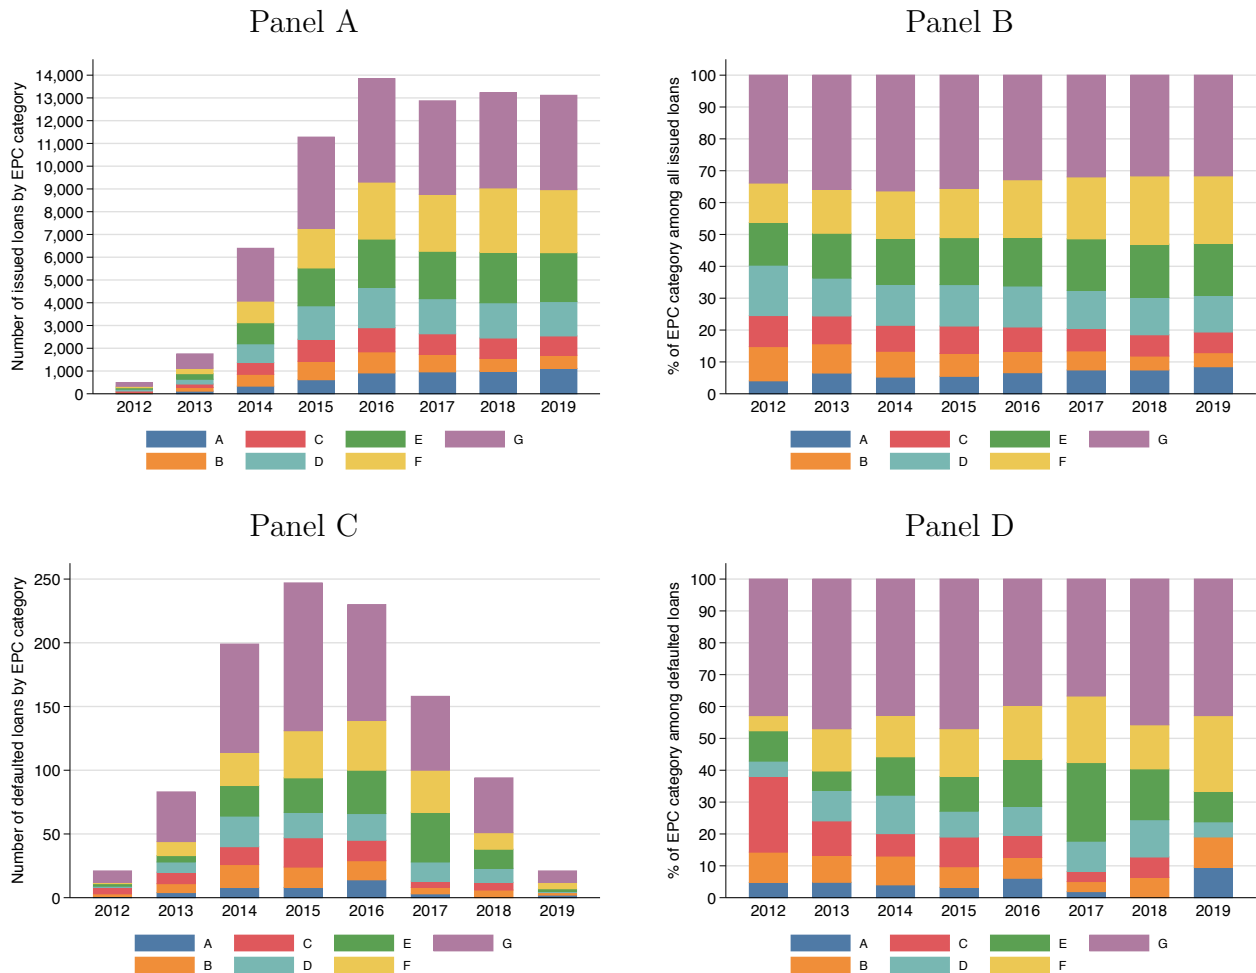 Panel A
Number of issued loans by EPC category
14,000
13,000
12,000
11,000
10,000
9,000
8,000
7,000
6,000
5,000
4,000
3,000
2,000
1,000
0
2012 2013 2014 2015 2016 2017 2018 2019
A C E G
B D F
Panel B
% of EPC category among all issued loans
100
90
80
70
60
50
40
30
20
10
0
2012 2013 2014 2015 2016 2017 2018 2019
A C E G
B D F
Panel C
Number of defaulted loans by EPC category
250
200
150
100
50
0
2012 2013 2014 2015 2016 2017 2018 2019
A C E G
B D F
Panel D
% of EPC category among defaulted loans
100
90
80
70
60
50
40
30
20
10
0
2012 2013 2014 2015 2016 2017 2018 2019
A C E G
B D F